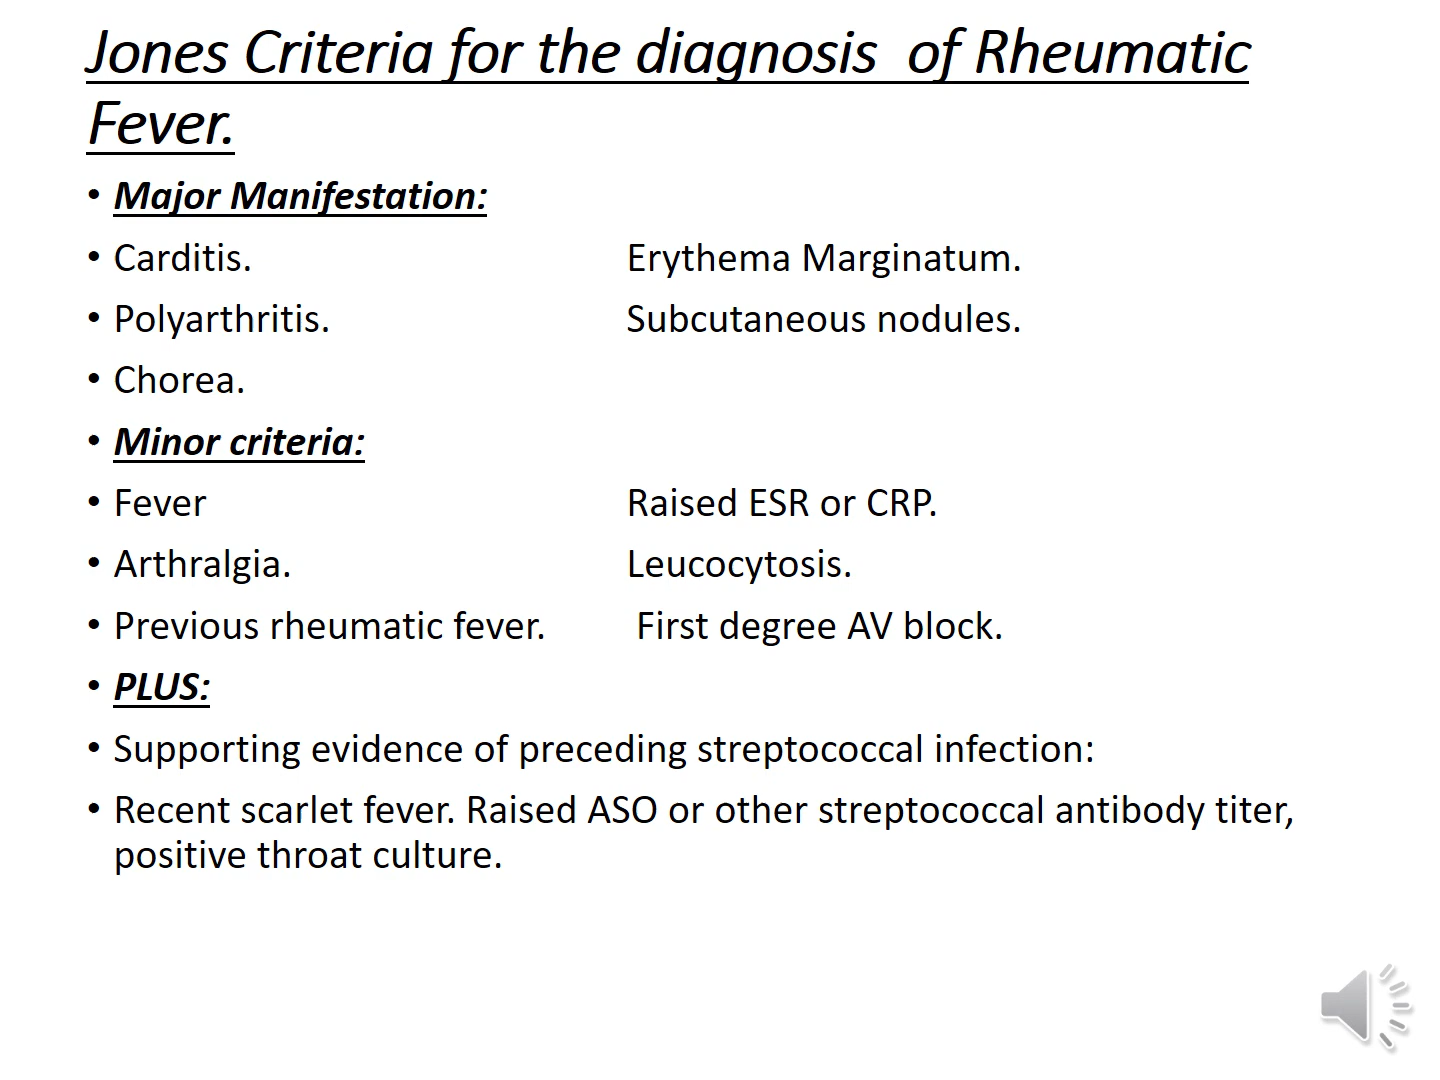 Jones Criteria for the diagnosis  of Rheumatic
Fever.
• Major Manifestation:
• Carditis. Erythema Marginatum.
• Polyarthritis. Subcutaneous nodules.
• Chorea.
• Minor criteria:
• Fever Raised ESR or CRP.
• Arthralgia. Leucocytosis.
• Previous rheumatic fever. First degree AV block.
• PLUS:
• Supporting evidence of preceding streptococcal infection:
• Recent scarlet fever. Raised ASO or other streptococcal antibody titer,
positive throat culture.